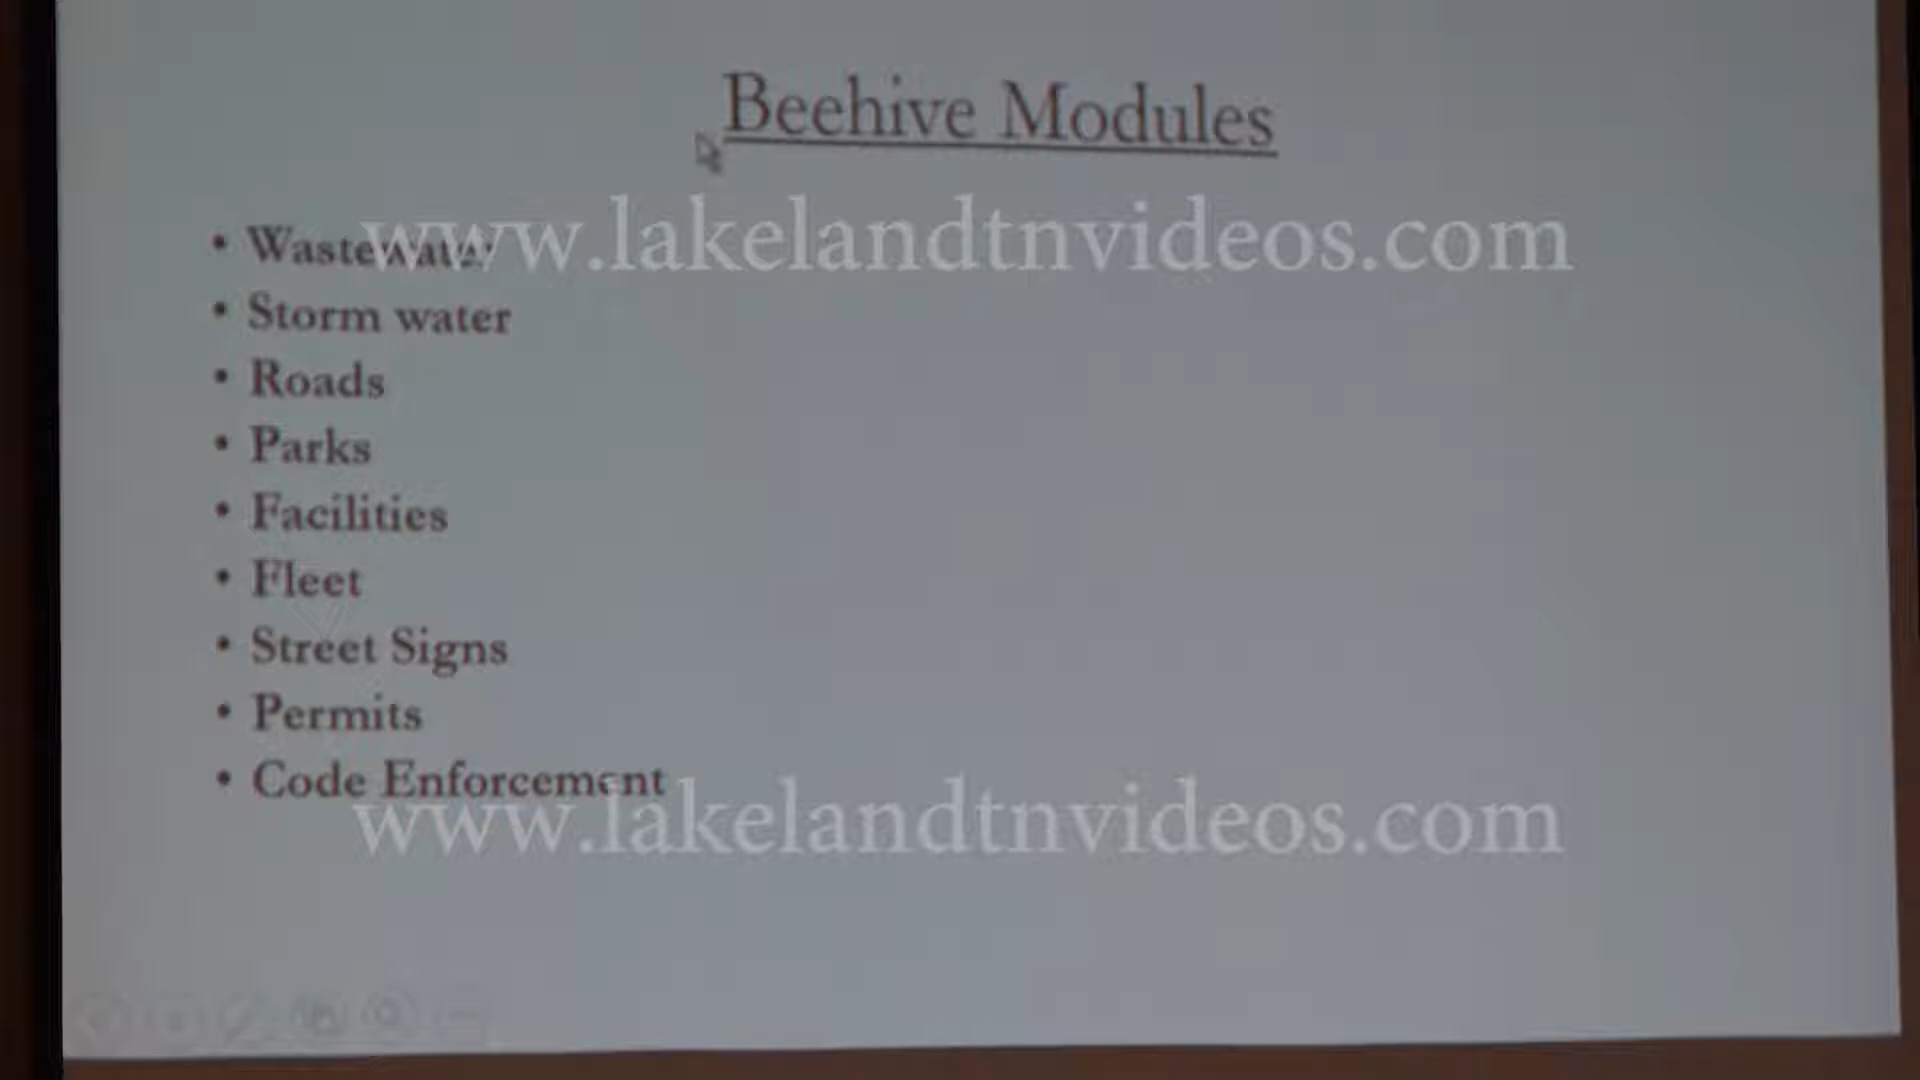 Beehive Modules
www.lakelandtnvideos.com
• Wastewater
• Storm water
• Roads
• Parks
• Facilities
• Fleet
• Street Signs
• Permits
• Code Enforcement
www.lakelandtnvideos.com